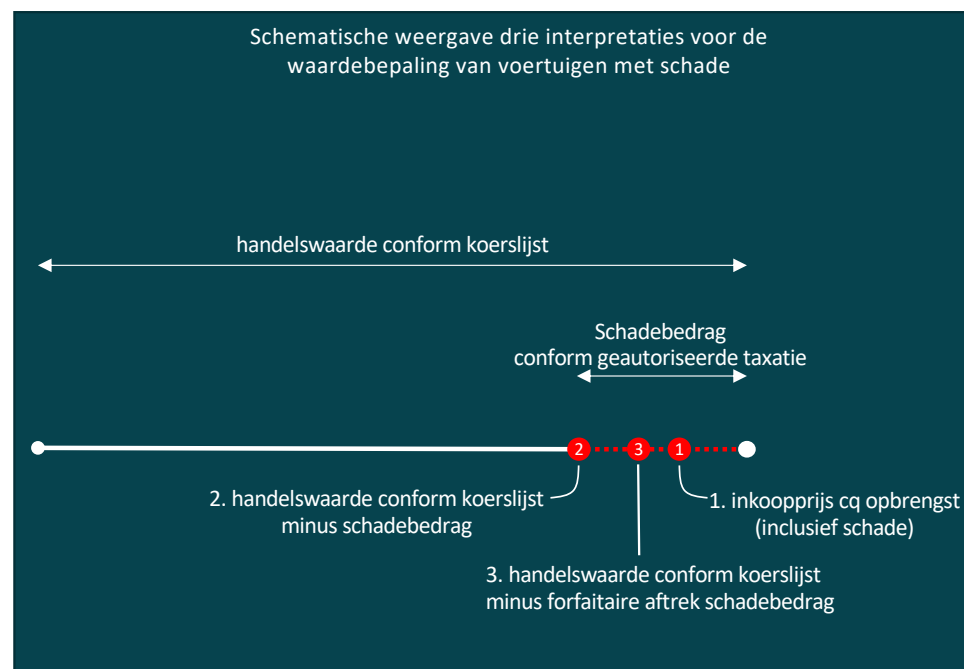 Schematische weergave drie interpretaties voor de
waardebepaling van voertuigen met schade
handelswaarde conform koerslijst
Schadebedrag
conform geautoriseerde taxatie
2
3
1
2. handelswaarde conform koerslijst
minus schadebedrag
1. inkoopprijs cq opbrengst
(inclusief schade)
3. handelswaarde conform koerslijst
minus forfaitaire aftrek schadebedrag